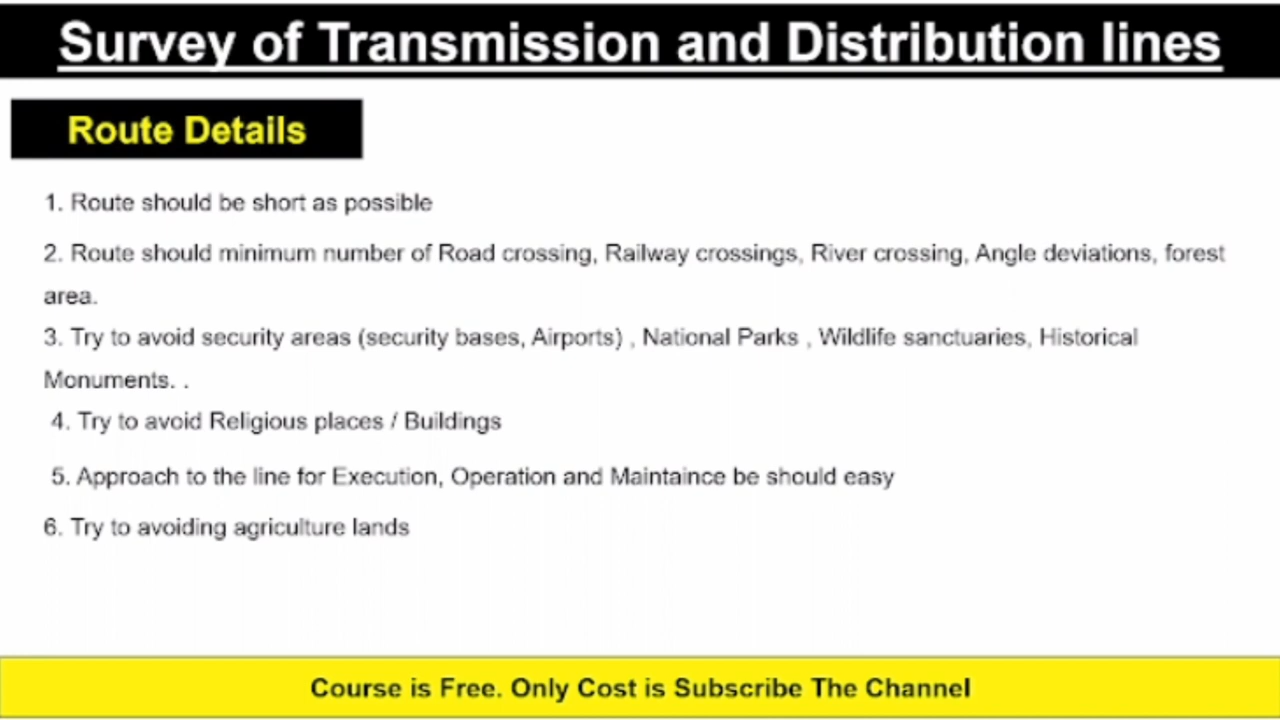 Survey of Transmission and Distribution lines
Route Details
1. Route should be short as possible
2. Route should minimum number of Road crossing, Railway crossings, River crossing, Angle deviations, forest
area.
3. Try to avoid security areas (security bases, Airports) , National Parks , Wildlife sanctuaries, Historical
Monuments. .
4. Try to avoid Religious places / Buildings
5. Approach to the line for Execution, Operation and Maintaince be should easy
6. Try to avoiding agriculture lands
Course is Free. Only Cost is Subscribe The Channel